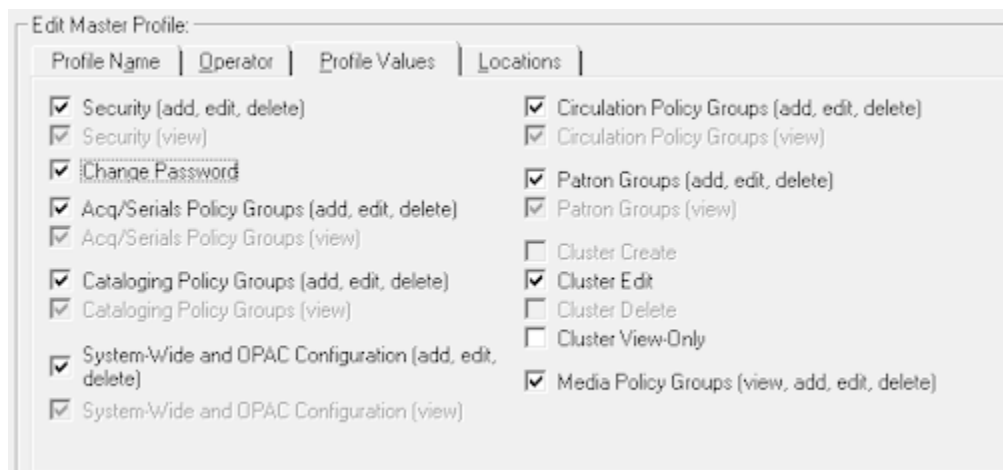 Edit Master Profile:
Profile Name
Operator
Profile Values
Locations
Security (add, edit, delete)
Security (view)
Change Password
Acq/Serials Policy Groups (add, edit, delete)
Acq/Serials Policy Groups (view)
Cataloging Policy Groups (add, edit, delete)
Cataloging Policy Groups (view)
System-Wide and OPAC Configuration (add, edit,
delete)
System-Wide and OPAC Configuration (view)
Circulation Policy Groups (add, edit, delete)
Circulation Policy Groups (view)
Patron Groups (add, edit, delete)
Patron Groups (view)
Cluster Create
Cluster Edit
Cluster Delete
Cluster View-Only
Media Policy Groups (view, add, edit, delete)